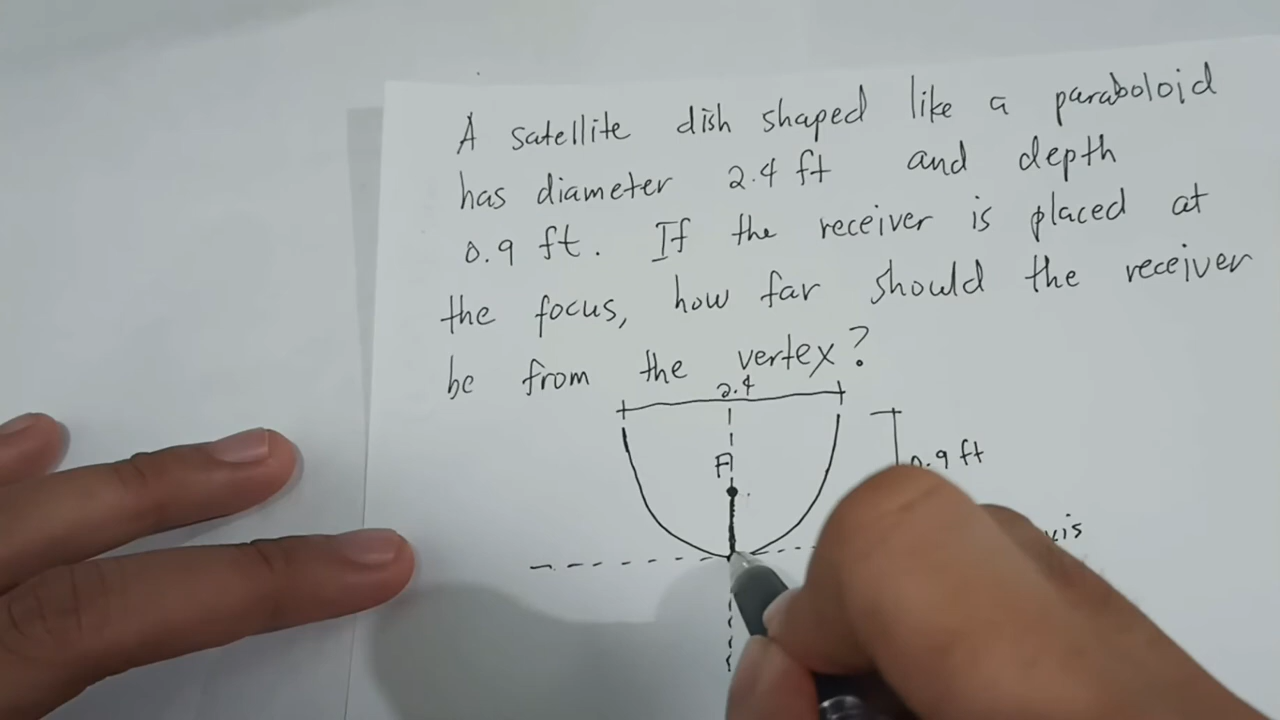 A satellite dish shaped like a paraboloid
has diameter 2.4 ft and depth
0.9 ft. If the receiver is placed at
the focus, how far should the receiver
be from the vertex?
2.4
F
0.9 ft